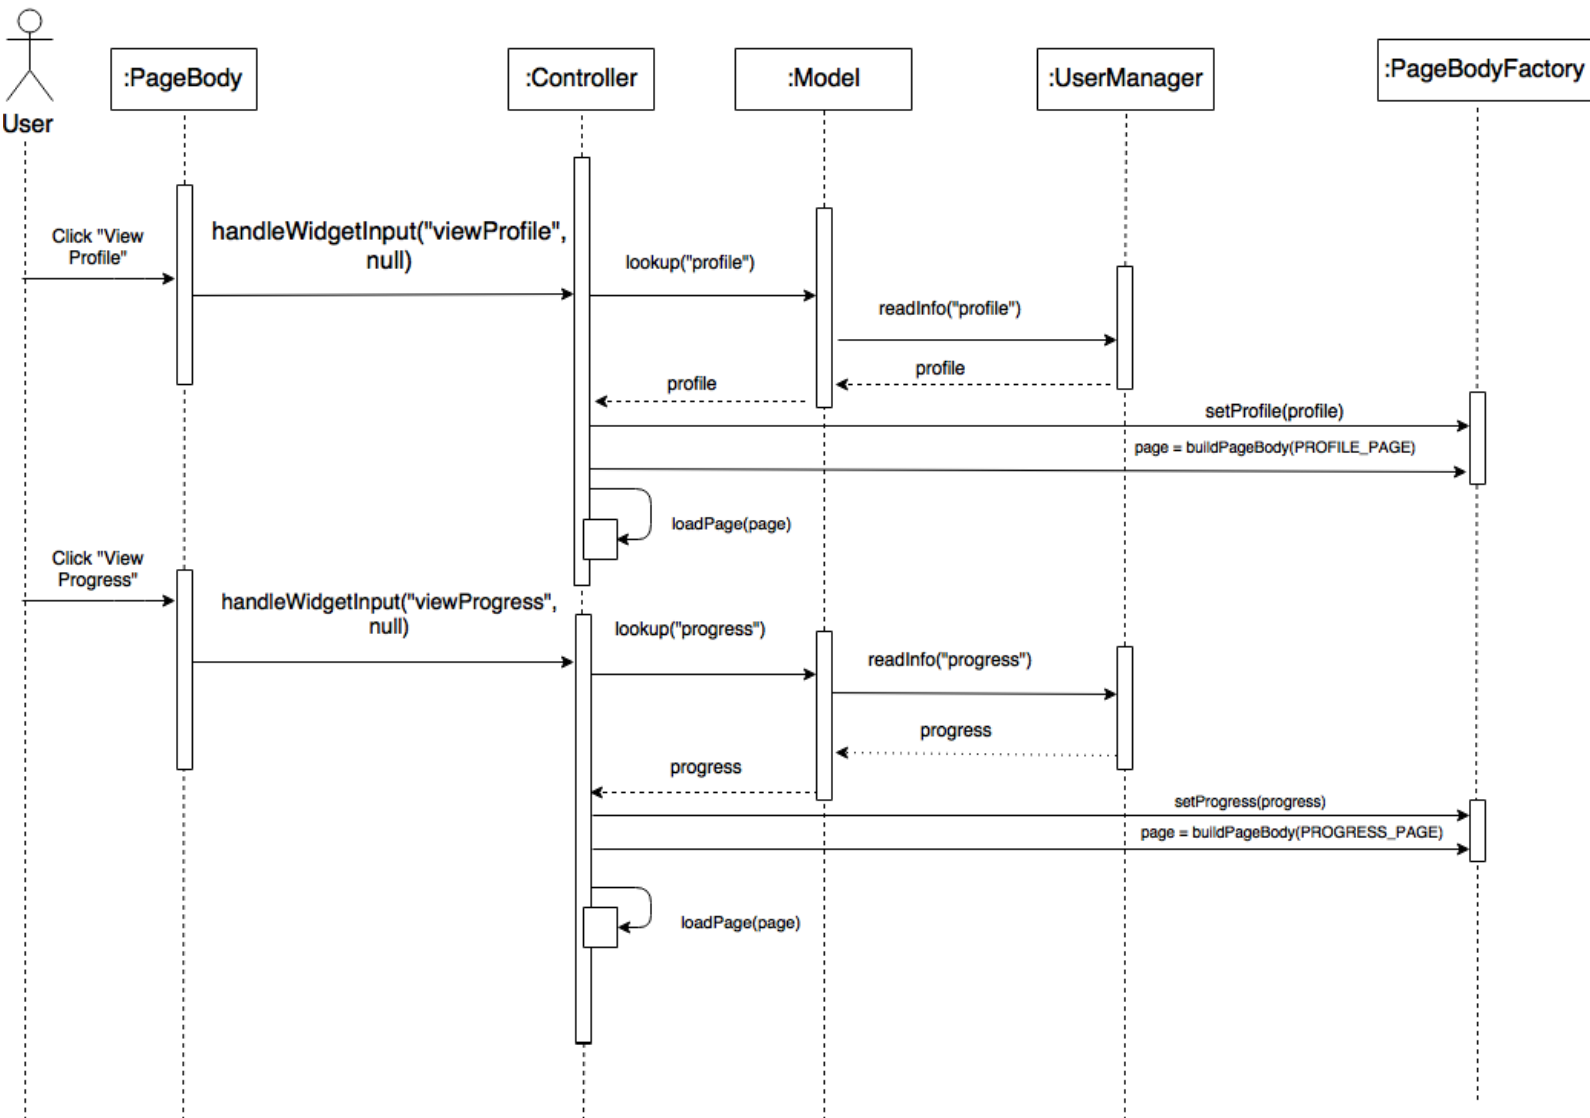 User
:PageBody
:Controller
:Model
:UserManager
:PageBodyFactory
Click "View
Profile"
handleWidgetInput("viewProfile",
null)
lookup("profile")
readInfo("profile")
profile
profile
setProfile(profile)
page = buildPageBody(PROFILE_PAGE)
loadPage(page)
Click "View
Progress"
handleWidgetInput("viewProgress",
null)
lookup("progress")
readInfo("progress")
progress
progress
setProgress(progress)
page = buildPageBody(PROGRESS_PAGE)
loadPage(page)